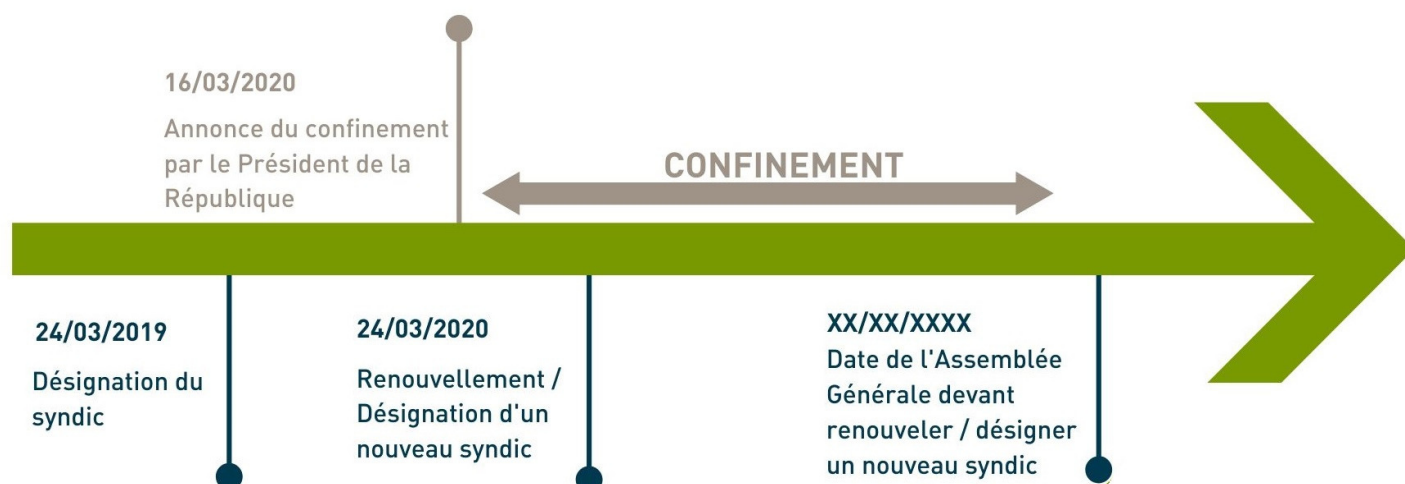 16/03/2020
Annonce du confinement
par le Président de la
République
CONFINEMENT
24/03/2019
Désignation du
syndic
24/03/2020
Renouvellement /
Désignation d'un
nouveau syndic
XX/XX/XXXX
Date de l'Assemblée
Générale devant
renouveler / désigner
un nouveau syndic